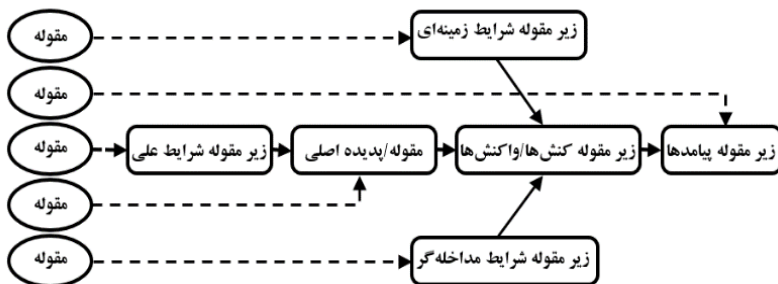 مقوله
زیر مقوله شرایط زمینه‌ای
مقوله
مقوله
زیر مقوله شرایط علی
مقوله/پدیده اصلی
زیر مقوله کنش‌ها/واکنش‌ها
زیر مقوله پیامدها
مقوله
مقوله
زیر مقوله شرایط مداخله‌گر